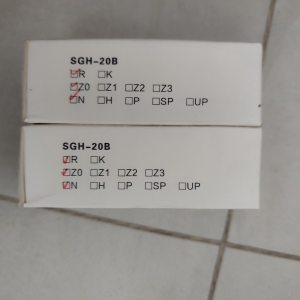 SGH-20B
☑R ☐K
☑Z0 ☐Z1 ☐Z2 ☐Z3
☑N ☐H ☐P ☐SP ☐UP
SGH-20B
☑R ☐K
☑Z0 ☐Z1 ☐Z2 ☐Z3
☑N ☐H ☐P ☐SP ☐UP